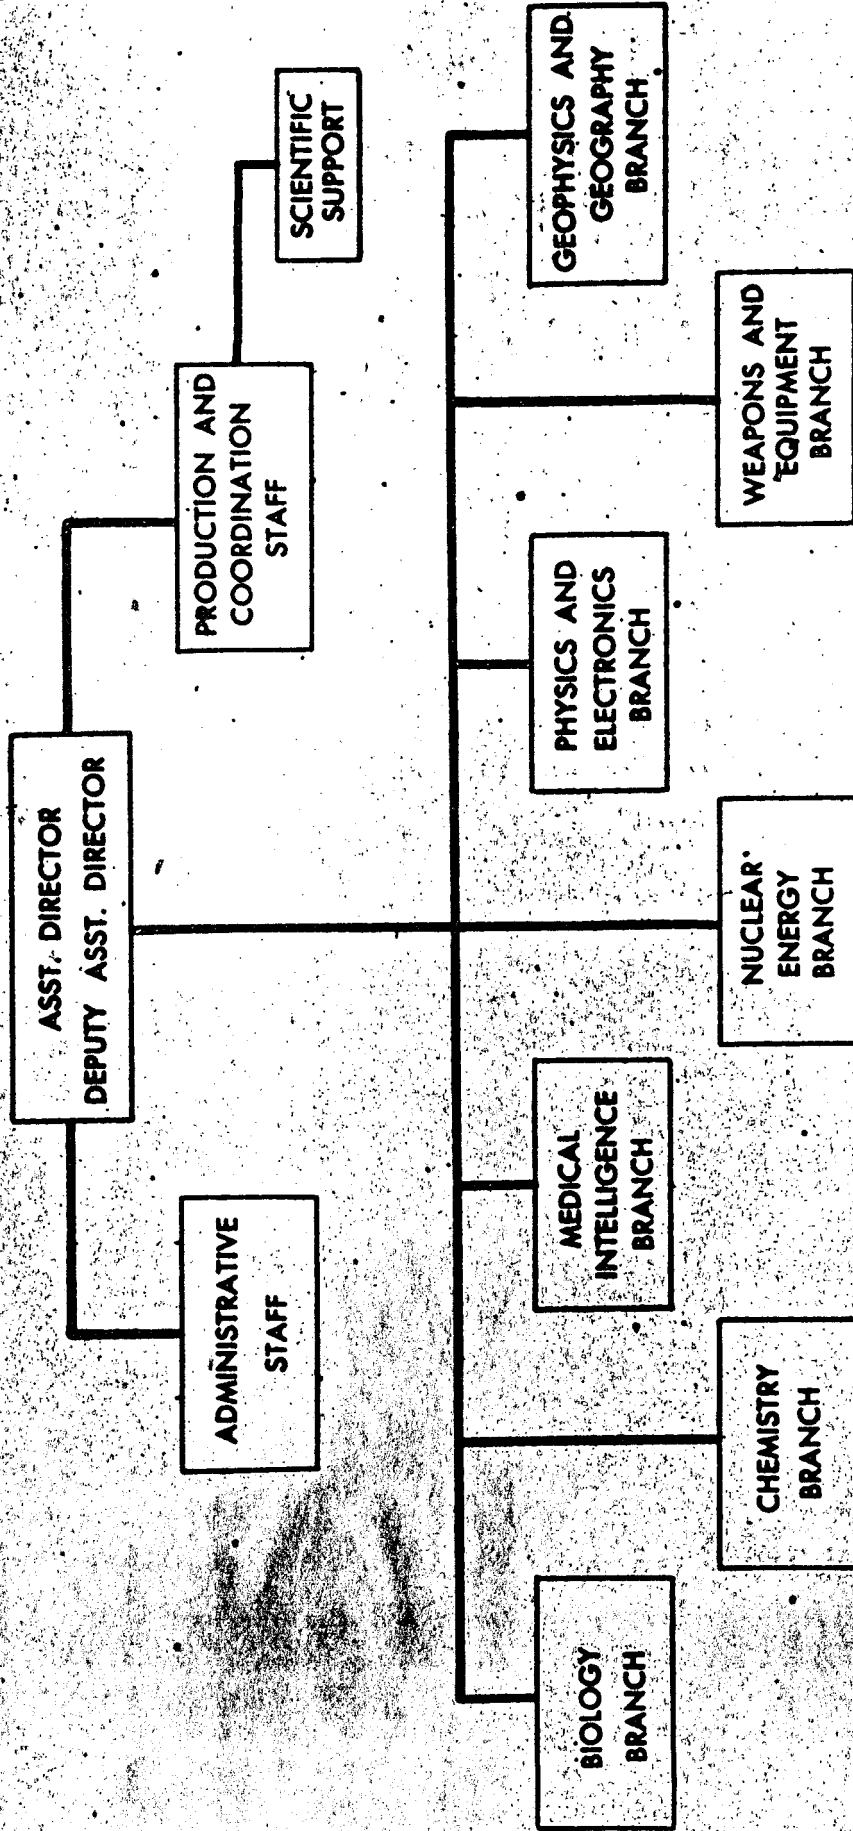 ASST. DIRECTOR
DEPUTY ASST. DIRECTOR
ADMINISTRATIVE
STAFF
PRODUCTION AND
COORDINATION
STAFF
SCIENTIFIC
SUPPORT
BIOLOGY
BRANCH
CHEMISTRY
BRANCH
MEDICAL
INTELLIGENCE
BRANCH
NUCLEAR
ENERGY
BRANCH
PHYSICS AND
ELECTRONICS
BRANCH
WEAPONS AND
EQUIPMENT
BRANCH
GEOPHYSICS AND
GEOGRAPHY
BRANCH